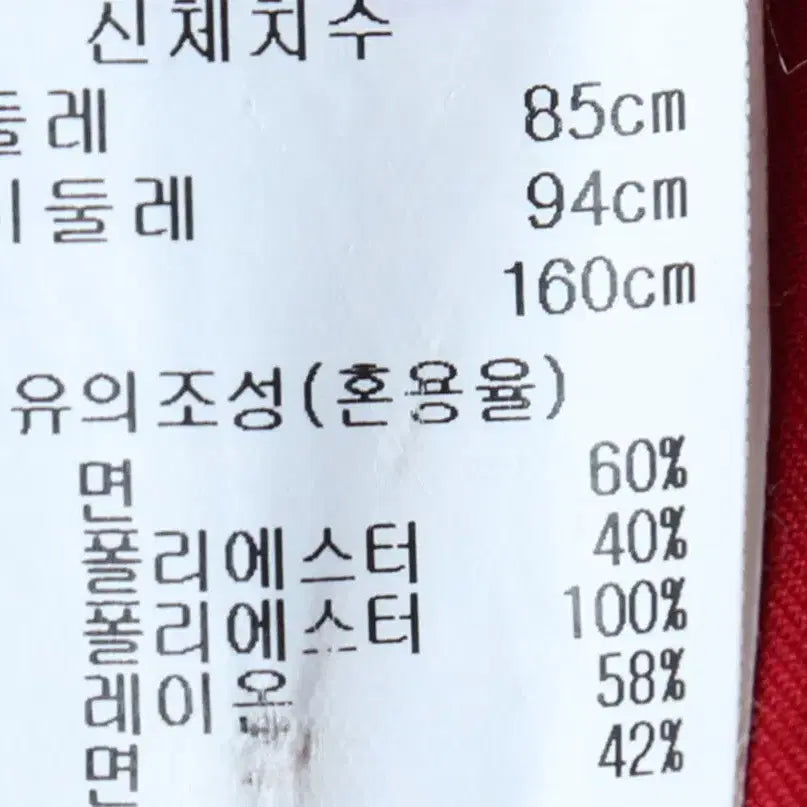 신체치수
둘레 85cm
이둘레 94cm
160cm
유의조성(혼용율)
면 60%
폴리에스터 40%
폴리에스터 100%
레이온 58%
면 42%